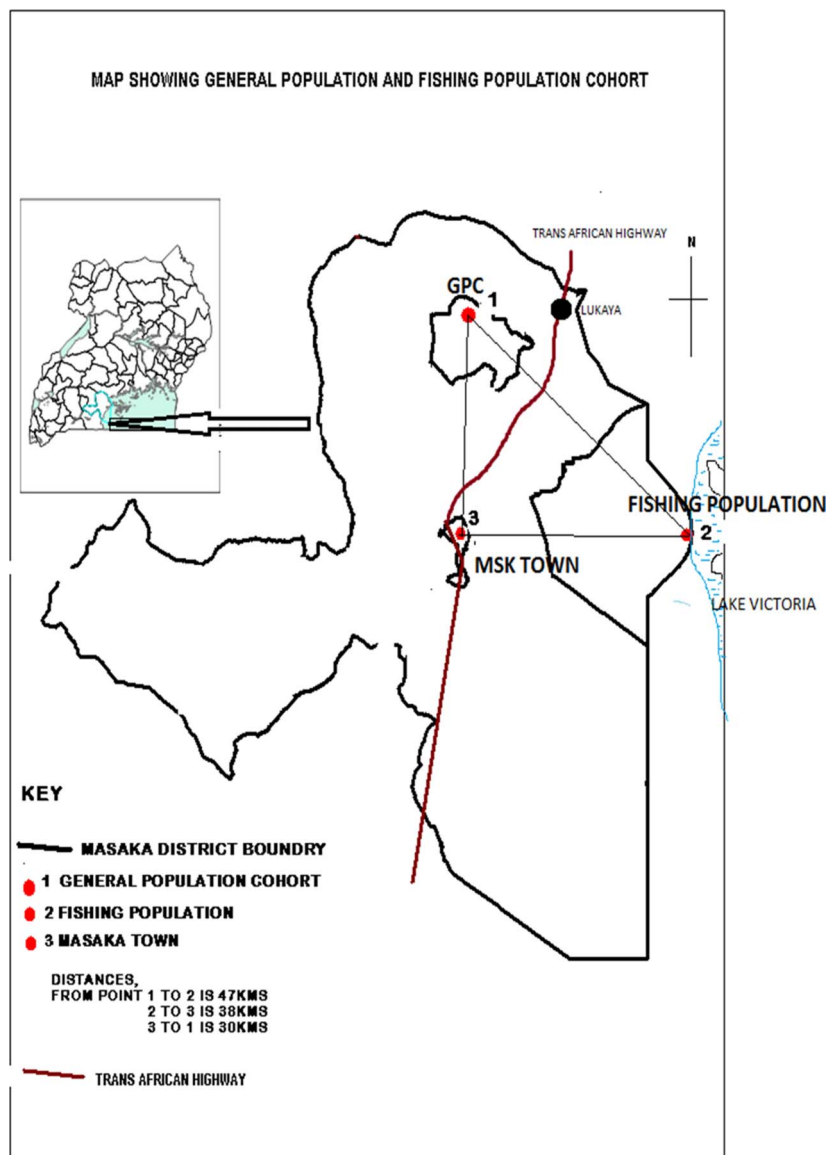 MAP SHOWING GENERAL POPULATION AND FISHING POPULATION COHORT
TRANS AFRICAN HIGHWAY
N
GPC
1
LUKAYA
FISHING POPULATION
3
2
MSK TOWN
LAKE VICTORIA
KEY
MASAKA DISTRICT BOUNDRY
1 GENERAL POPULATION COHORT
2 FISHING POPULATION
3 MASAKA TOWN
DISTANCES,
FROM POINT 1 TO 2 IS 47KMS
2 TO 3 IS 38KMS
3 TO 1 IS 30KMS
TRANS AFRICAN HIGHWAY